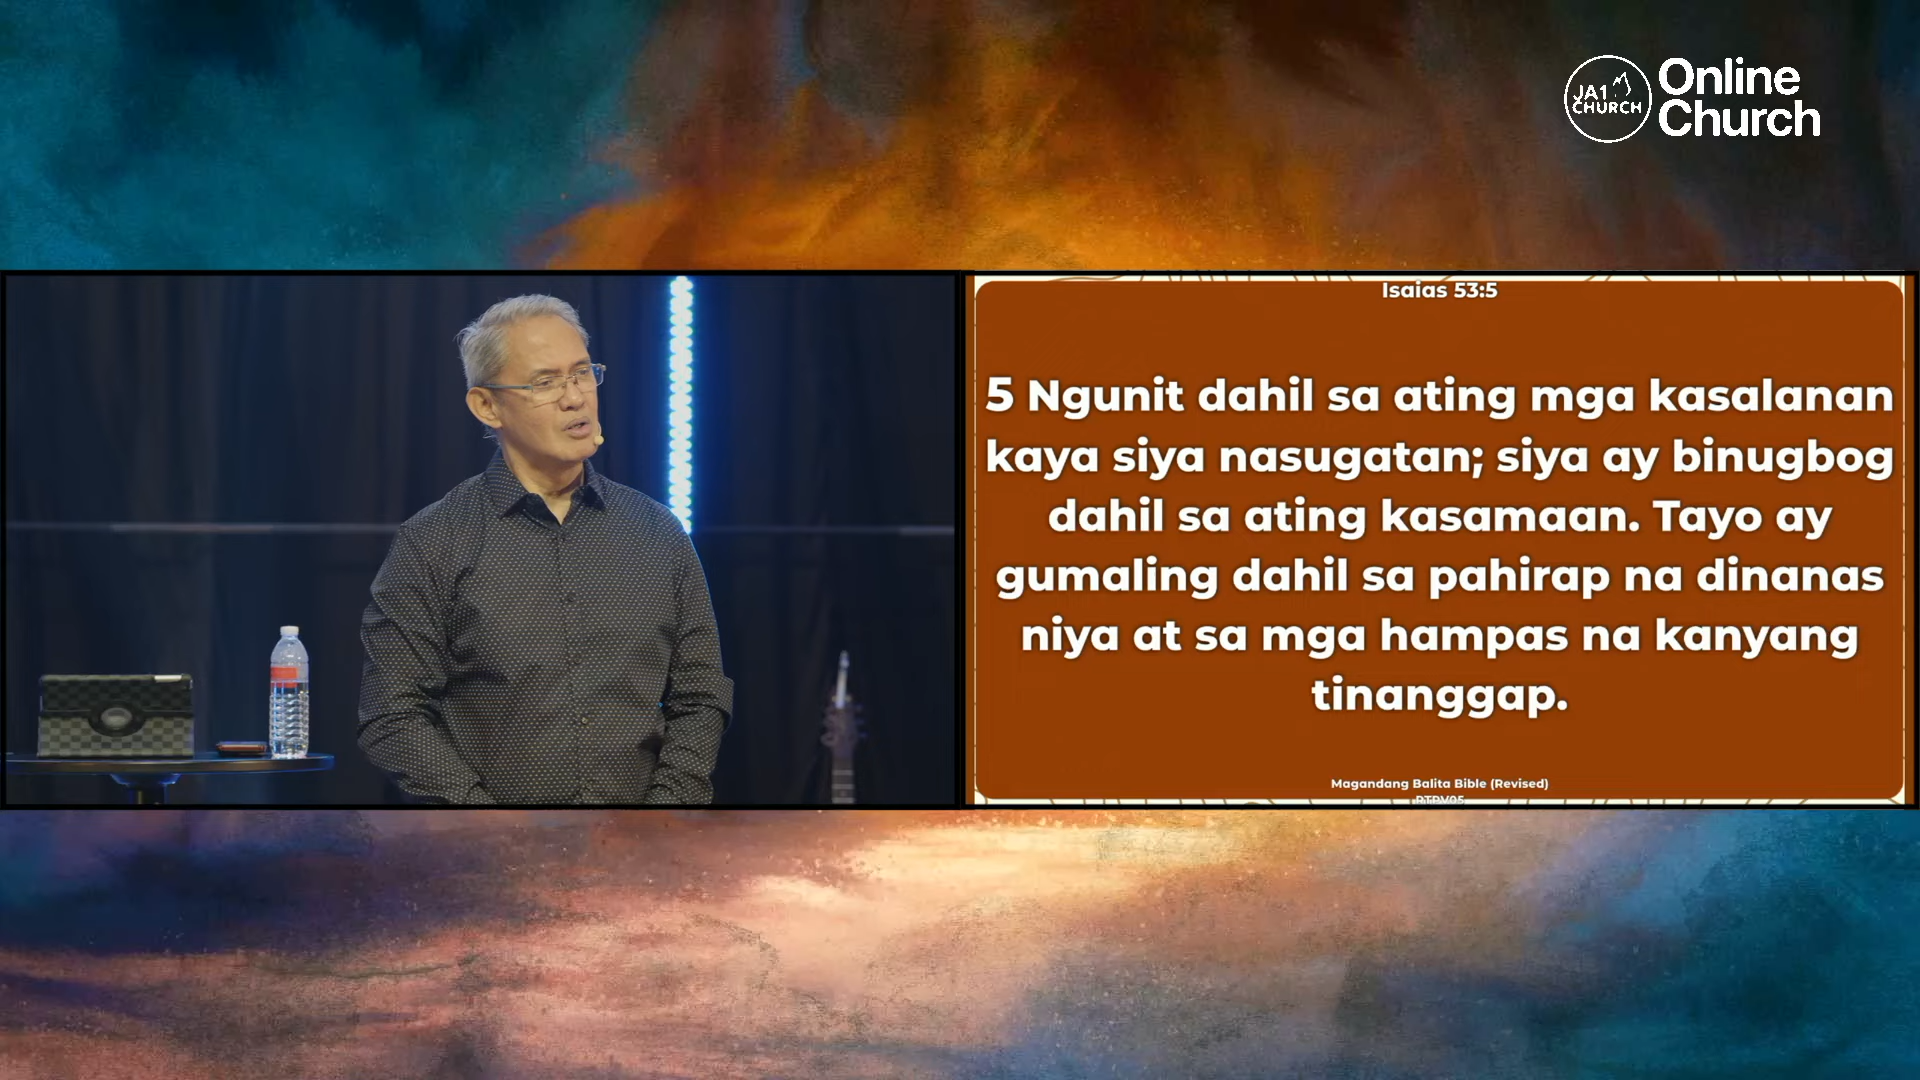 JA1
CHURCH
Online
Church
Isaias 53:5
5 Ngunit dahil sa ating mga kasalanan
kaya siya nasugatan; siya ay binugbog
dahil sa ating kasamaan. Tayo ay
gumaling dahil sa pahirap na dinanas
niya at sa mga hampas na kanyang
tinanggap.
Magandang Balita Bible (Revised)
RTPV05